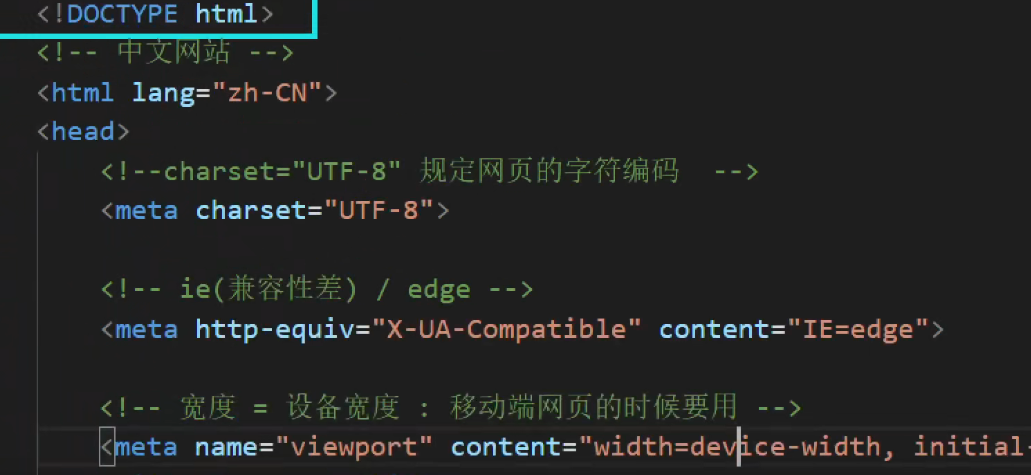 <!DOCTYPE html>
<!-- 中文网站 -->
<html lang="zh-CN">
<head>
<!--charset="UTF-8" 规定网页的字符编码  -->
<meta charset="UTF-8">
<!-- ie(兼容性差) / edge -->
<meta http-equiv="X-UA-Compatible" content="IE=edge">
<!-- 宽度 = 设备宽度 : 移动端网页的时候要用 -->
<meta name="viewport" content="width=device-width, initial-